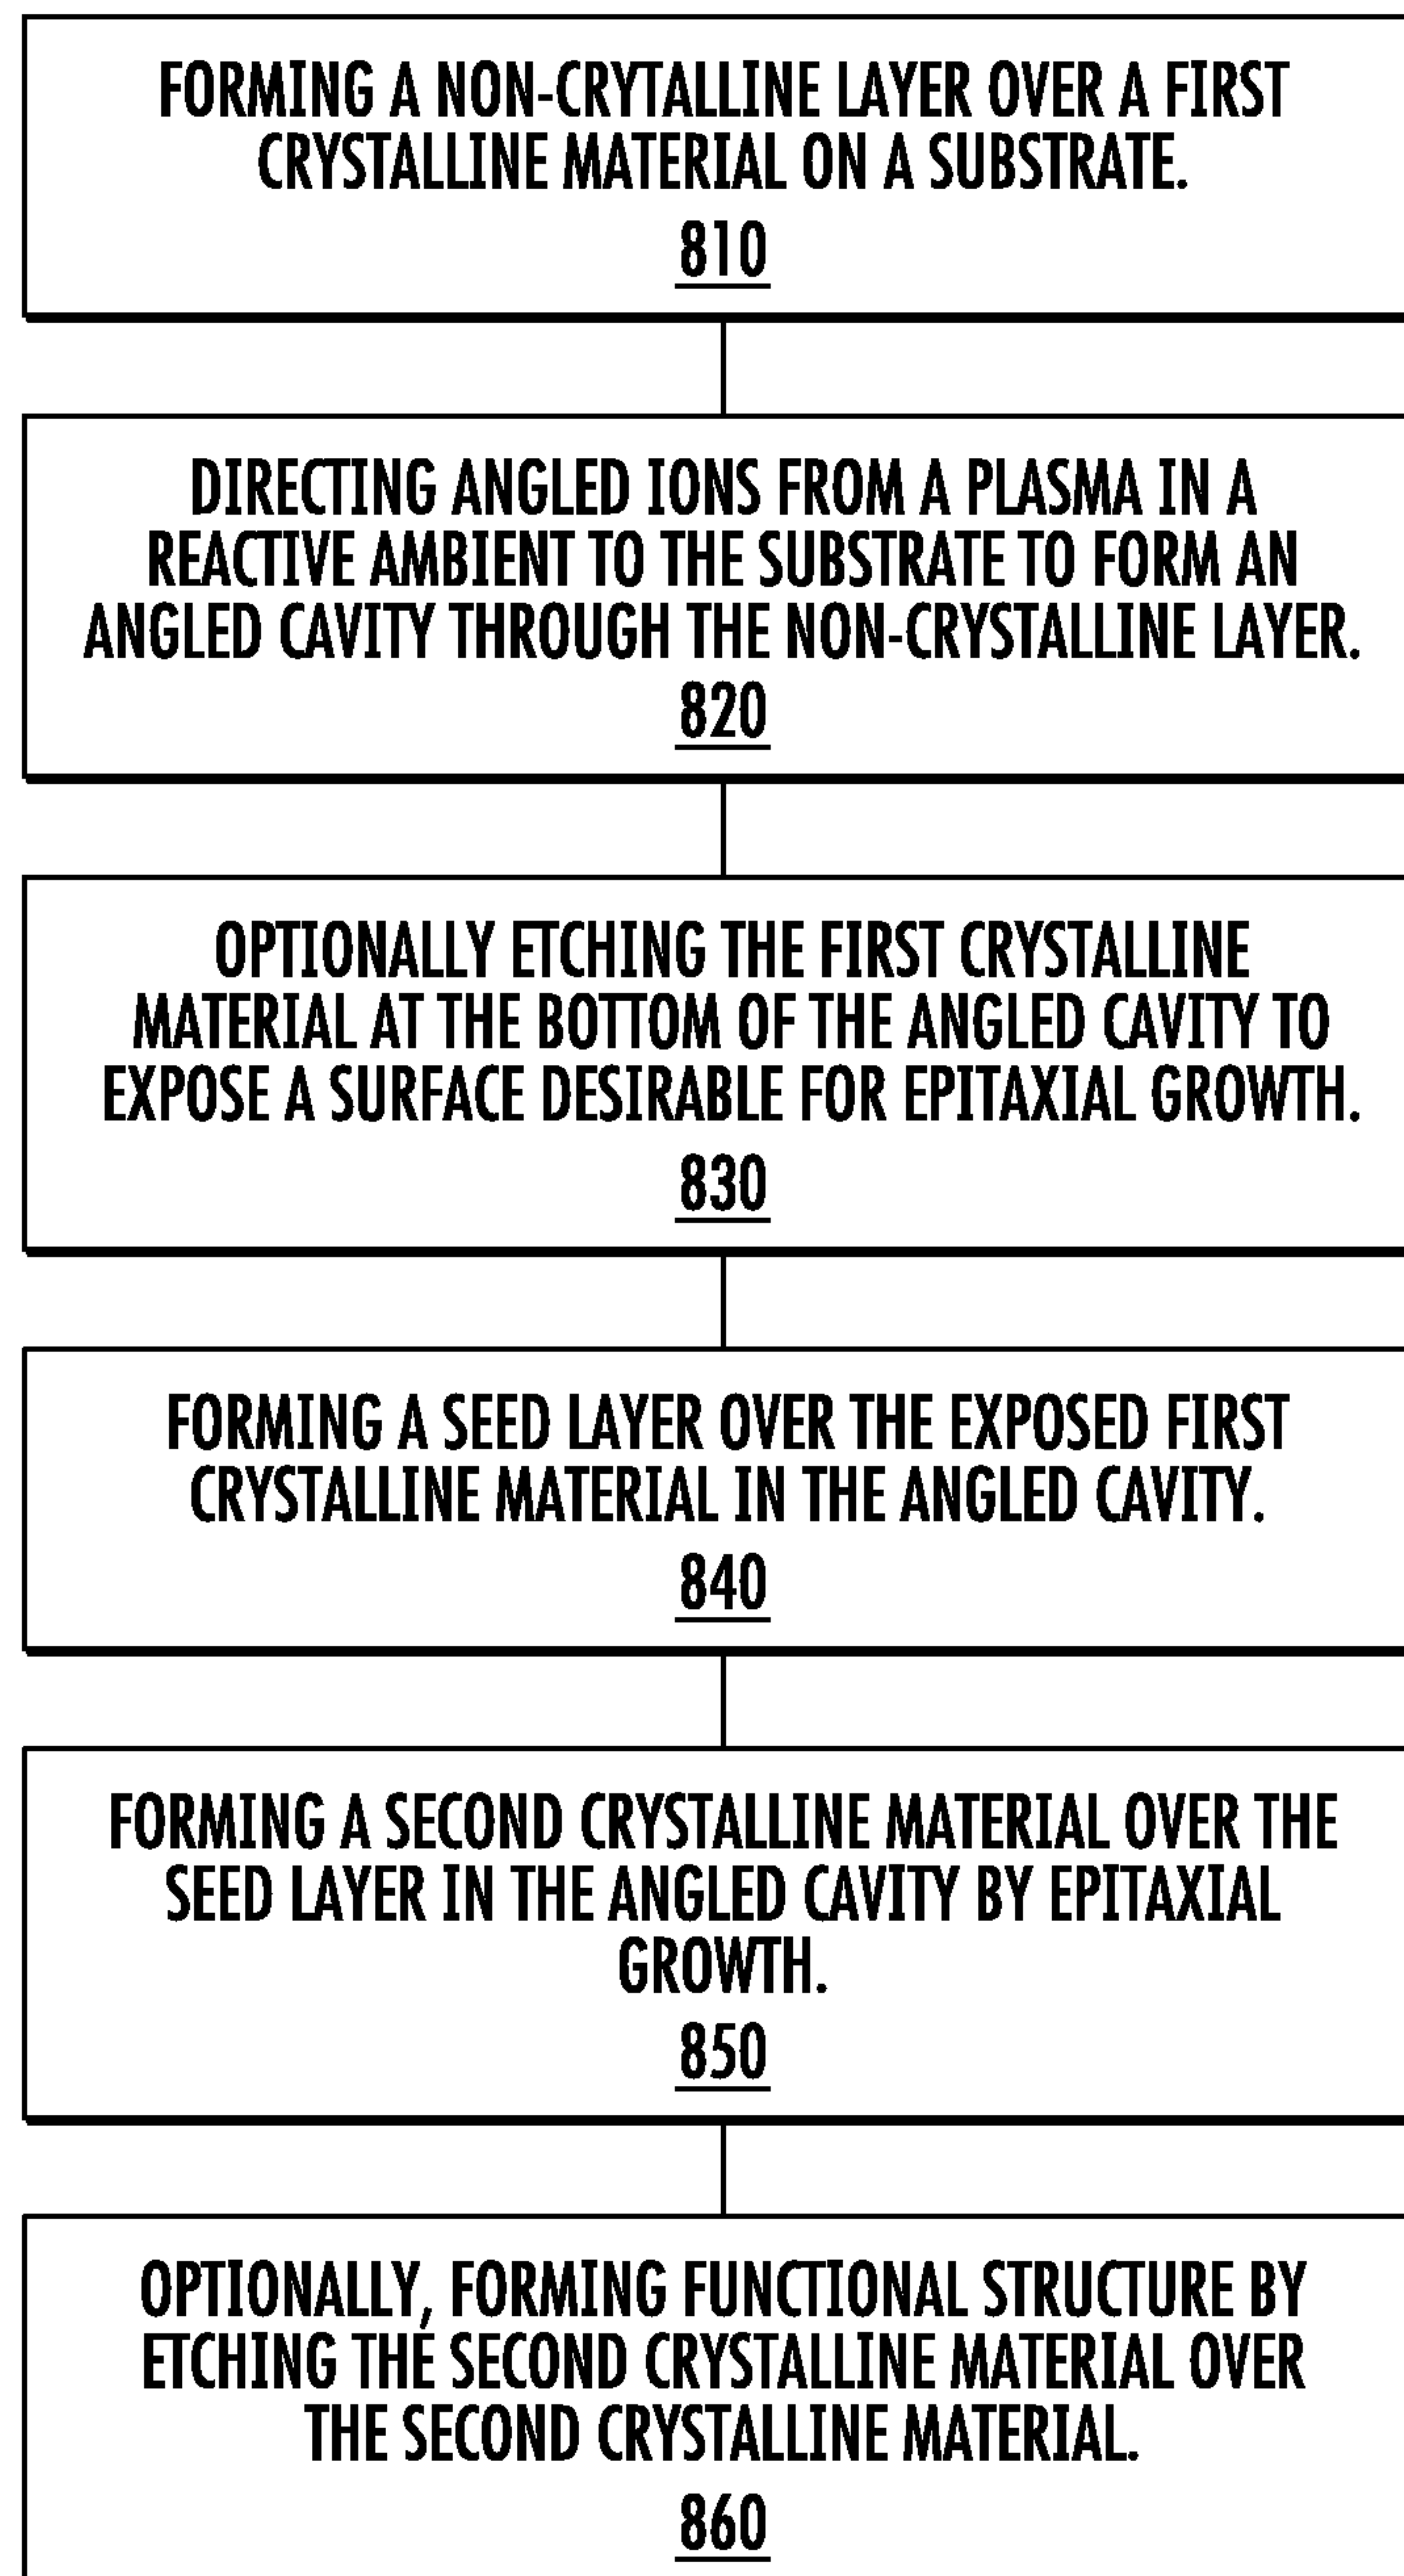 FORMING A NON-CRYTALLINE LAYER OVER A FIRST
CRYSTALLINE MATERIAL ON A SUBSTRATE.
810
DIRECTING ANGLED IONS FROM A PLASMA IN A
REACTIVE AMBIENT TO THE SUBSTRATE TO FORM AN
ANGLED CAVITY THROUGH THE NON-CRYSTALLINE LAYER.
820
OPTIONALLY ETCHING THE FIRST CRYSTALLINE
MATERIAL AT THE BOTTOM OF THE ANGLED CAVITY TO
EXPOSE A SURFACE DESIRABLE FOR EPITAXIAL GROWTH.
830
FORMING A SEED LAYER OVER THE EXPOSED FIRST
CRYSTALLINE MATERIAL IN THE ANGLED CAVITY.
840
FORMING A SECOND CRYSTALLINE MATERIAL OVER THE
SEED LAYER IN THE ANGLED CAVITY BY EPITAXIAL
GROWTH.
850
OPTIONALLY, FORMING FUNCTIONAL STRUCTURE BY
ETCHING THE SECOND CRYSTALLINE MATERIAL OVER
THE SECOND CRYSTALLINE MATERIAL.
860